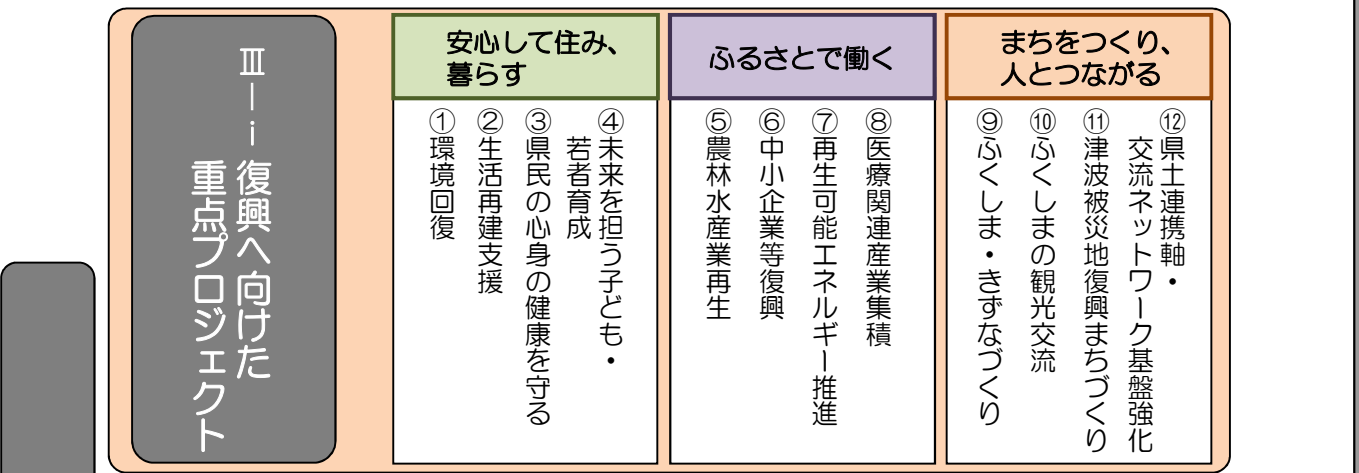 Ⅲ－ⅰ 復興へ向けた
重点プロジェクト
安心して住み、
暮らす
①環境回復
②生活再建支援
③県民の心身の健康を守る
④未来を担う子ども・
若者育成
ふるさとで働く
⑤農林水産業再生
⑥中小企業等復興
⑦再生可能エネルギー推進
⑧医療関連産業集積
まちをつくり、
人とつながる
⑨ふくしま・きずなづくり
⑩ふくしまの観光交流
⑪津波被災地復興まちづくり
⑫県土連携軸・
交流ネットワーク基盤強化